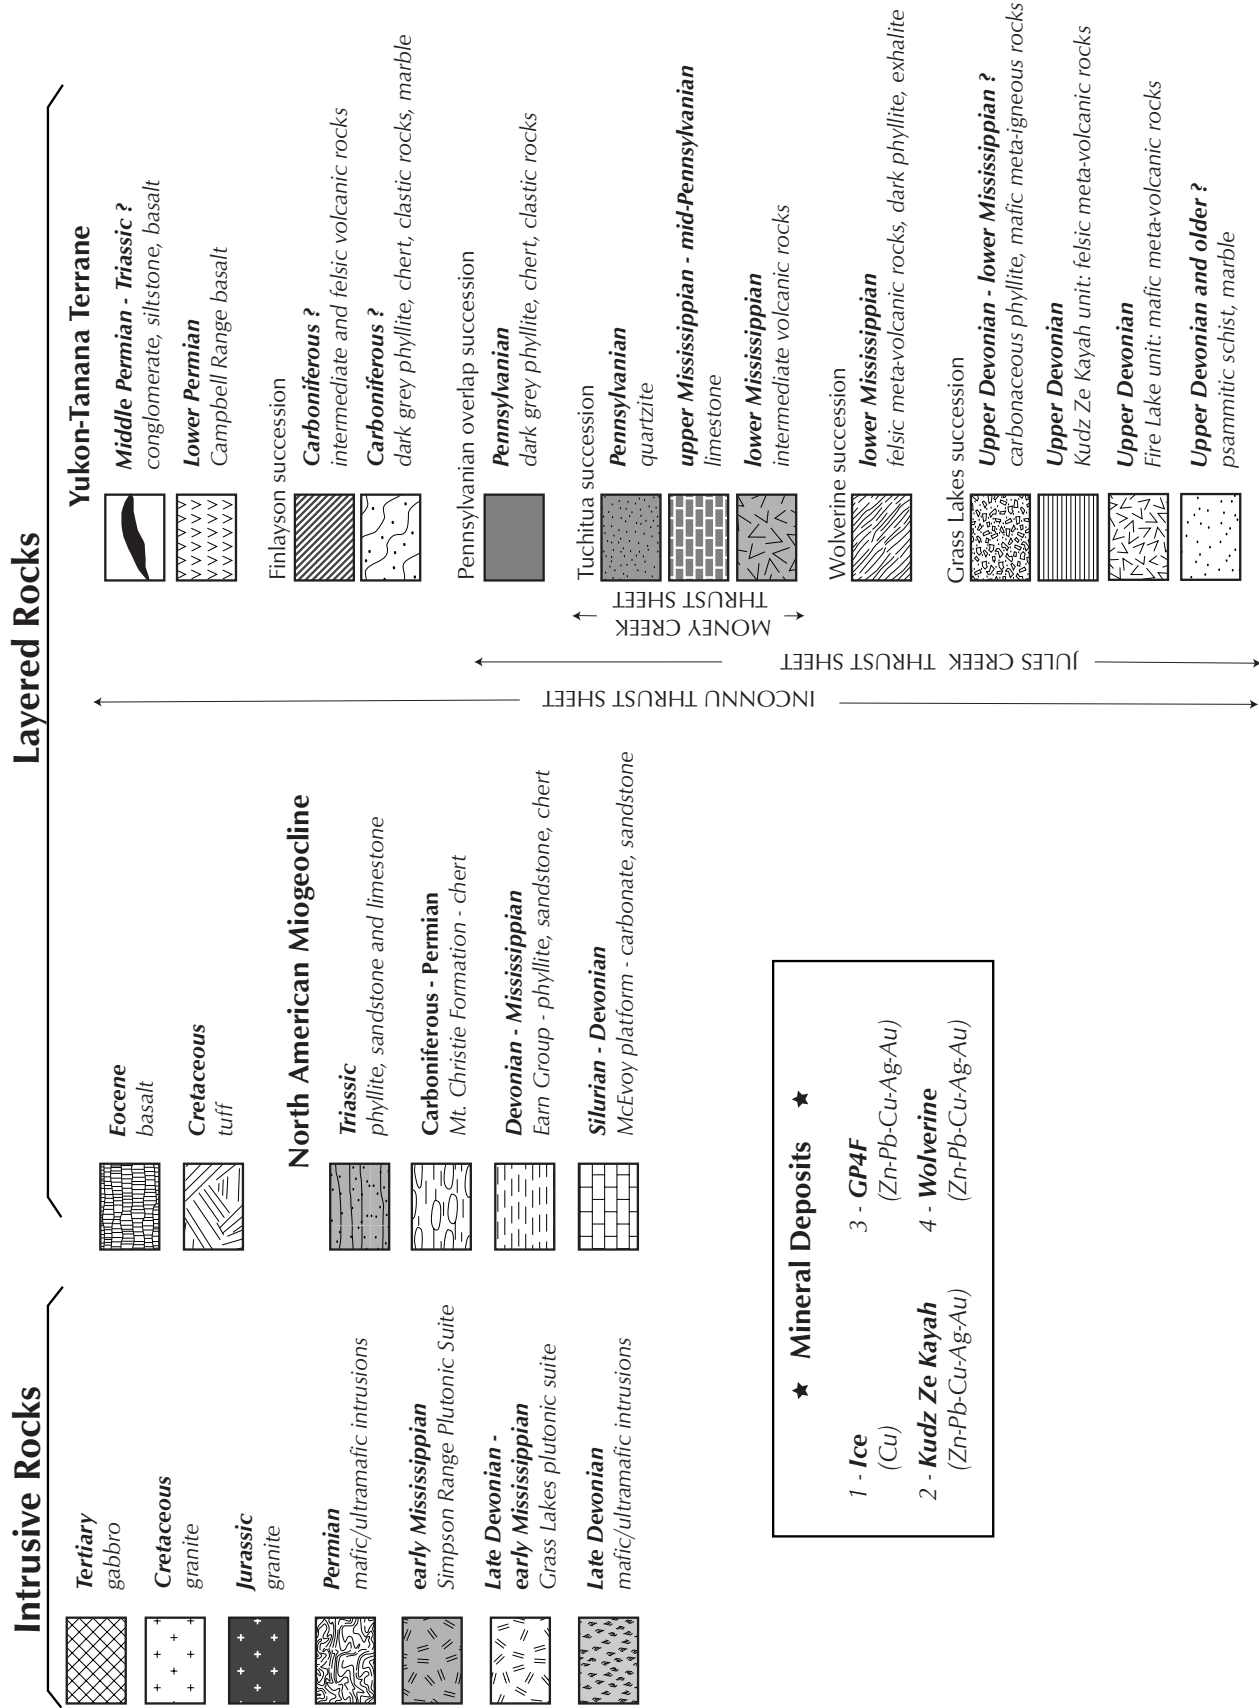 Intrusive Rocks
Tertiary
gabbro
Cretaceous
granite
Jurassic
granite
Permian
mafic/ultramafic intrusions
early Mississippian
Simpson Range Plutonic Suite
Late Devonian -
early Mississippian
Grass Lakes plutonic suite
Late Devonian
mafic/ultramafic intrusions
Layered Rocks
Eocene
basalt
Cretaceous
tuff
North American Miogeocline
Triassic
phyllite, sandstone and limestone
Carboniferous - Permian
Mt. Christie Formation - chert
Devonian - Mississippian
Earn Group - phyllite, sandstone, chert
Silurian - Devonian
McEvoy platform - carbonate, sandstone
Yukon-Tanana Terrane
Middle Permian - Triassic ?
conglomerate, siltstone, basalt
Lower Permian
Campbell Range basalt
Finlayson succession
Carboniferous ?
intermediate and felsic volcanic rocks
Carboniferous ?
dark grey phyllite, chert, clastic rocks, marble
Pennsylvanian overlap succession
Pennsylvanian
dark grey phyllite, chert, clastic rocks
Tuchitua succession
Pennsylvanian
quartzite
upper Mississippian - mid-Pennsylvanian
limestone
lower Mississippian
intermediate volcanic rocks
Wolverine succession
lower Mississippian
felsic meta-volcanic rocks, dark phyllite, exhalite
Grass Lakes succession
Upper Devonian - lower Mississippian ?
carbonaceous phyllite, mafic meta-igneous rocks
Upper Devonian
Kudz Ze Kayah unit: felsic meta-volcanic rocks
Upper Devonian
Fire Lake unit: mafic meta-volcanic rocks
Upper Devonian and older ?
psammitic schist, marble
MONEY CREEK
THRUST SHEET
JULES CREEK THRUST SHEET
INCONNU THRUST SHEET
Mineral Deposits
1 - Ice
(Cu)
2 - Kudz Ze Kayah
(Zn-Pb-Cu-Ag-Au)
3 - GP4F
(Zn-Pb-Cu-Ag-Au)
4 - Wolverine
(Zn-Pb-Cu-Ag-Au)